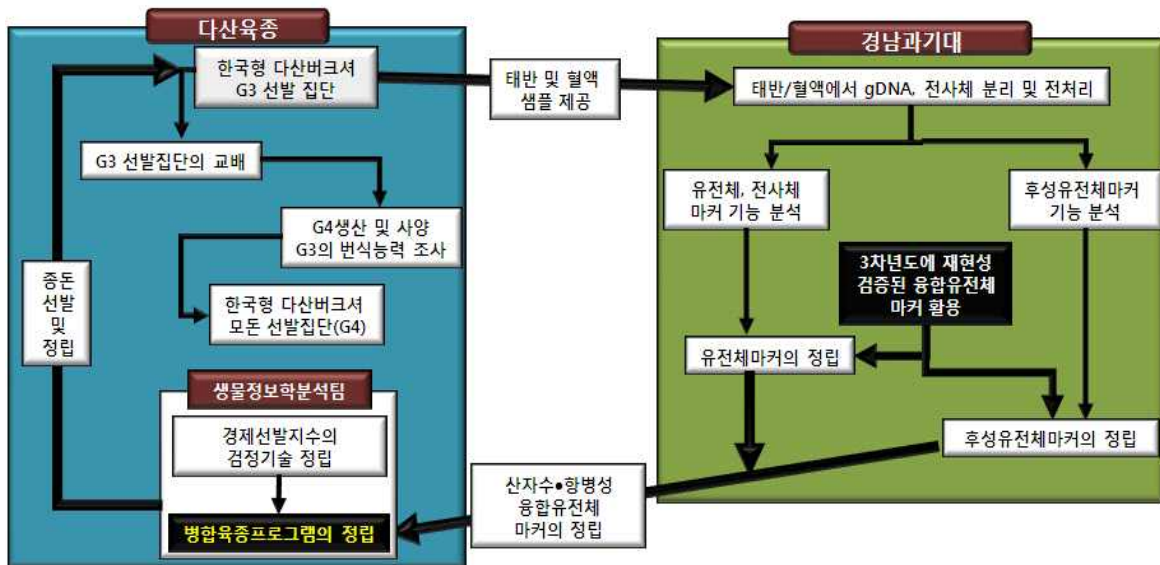 다산육종
한국형 다산버크셔
G3 선발 집단
G3 선발집단의 교배
G4생산 및 사양
G3의 번식능력 조사
한국형 다산버크셔
모돈 선발집단(G4)
종돈
선발
및
정립
생물정보학분석팀
경제선발지수의
검정기술 정립
병합육종프로그램의 정립
태반 및 혈액
샘플 제공
산자수•항병성
융합유전체
마커의 정립
경남과기대
태반/혈액에서 gDNA, 전사체 분리 및 전처리
유전체, 전사체
마커 기능 분석
후성유전체마커
기능 분석
3차년도에 재현성
검증된 융합유전체
마커 활용
유전체마커의 정립
후성유전체마커의 정립